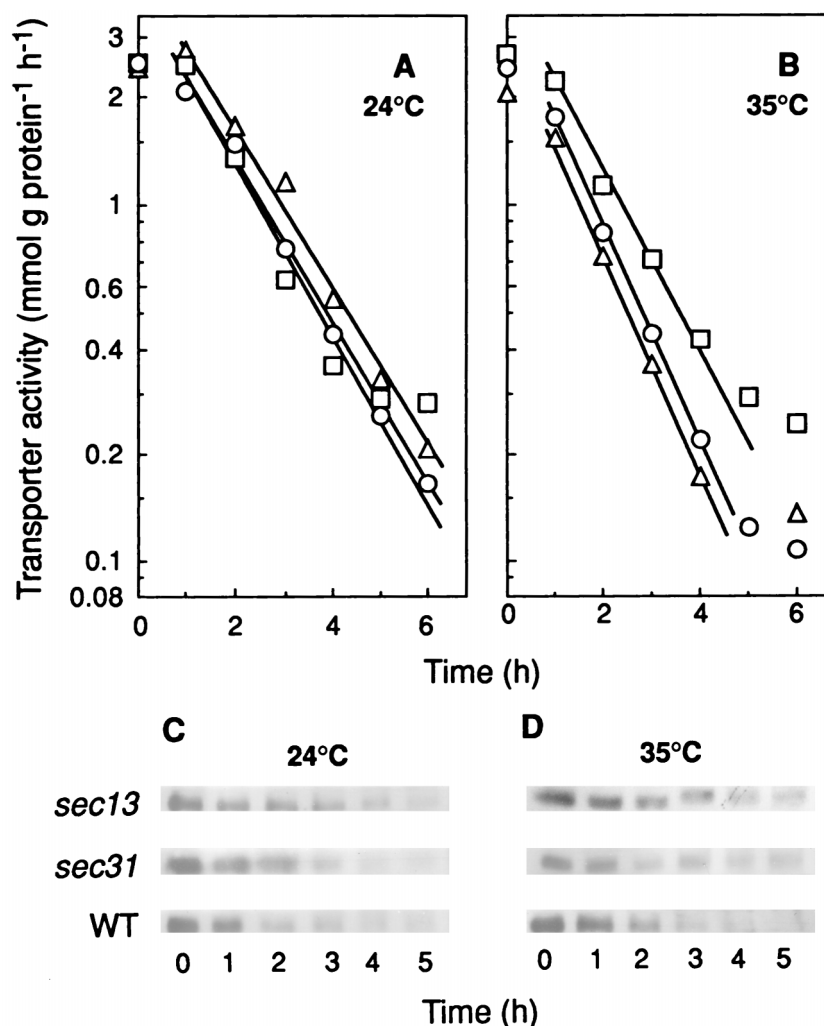 Transporter activity (mmol g protein⁻¹ h⁻¹)
3
2
1
0.6
0.4
0.2
0.1
0.08
A
24°C
B
35°C
0 2 4 6 0 2 4 6
Time (h)
C
24°C
D
35°C
sec13
sec31
WT
0 1 2 3 4 5 0 1 2 3 4 5
Time (h)